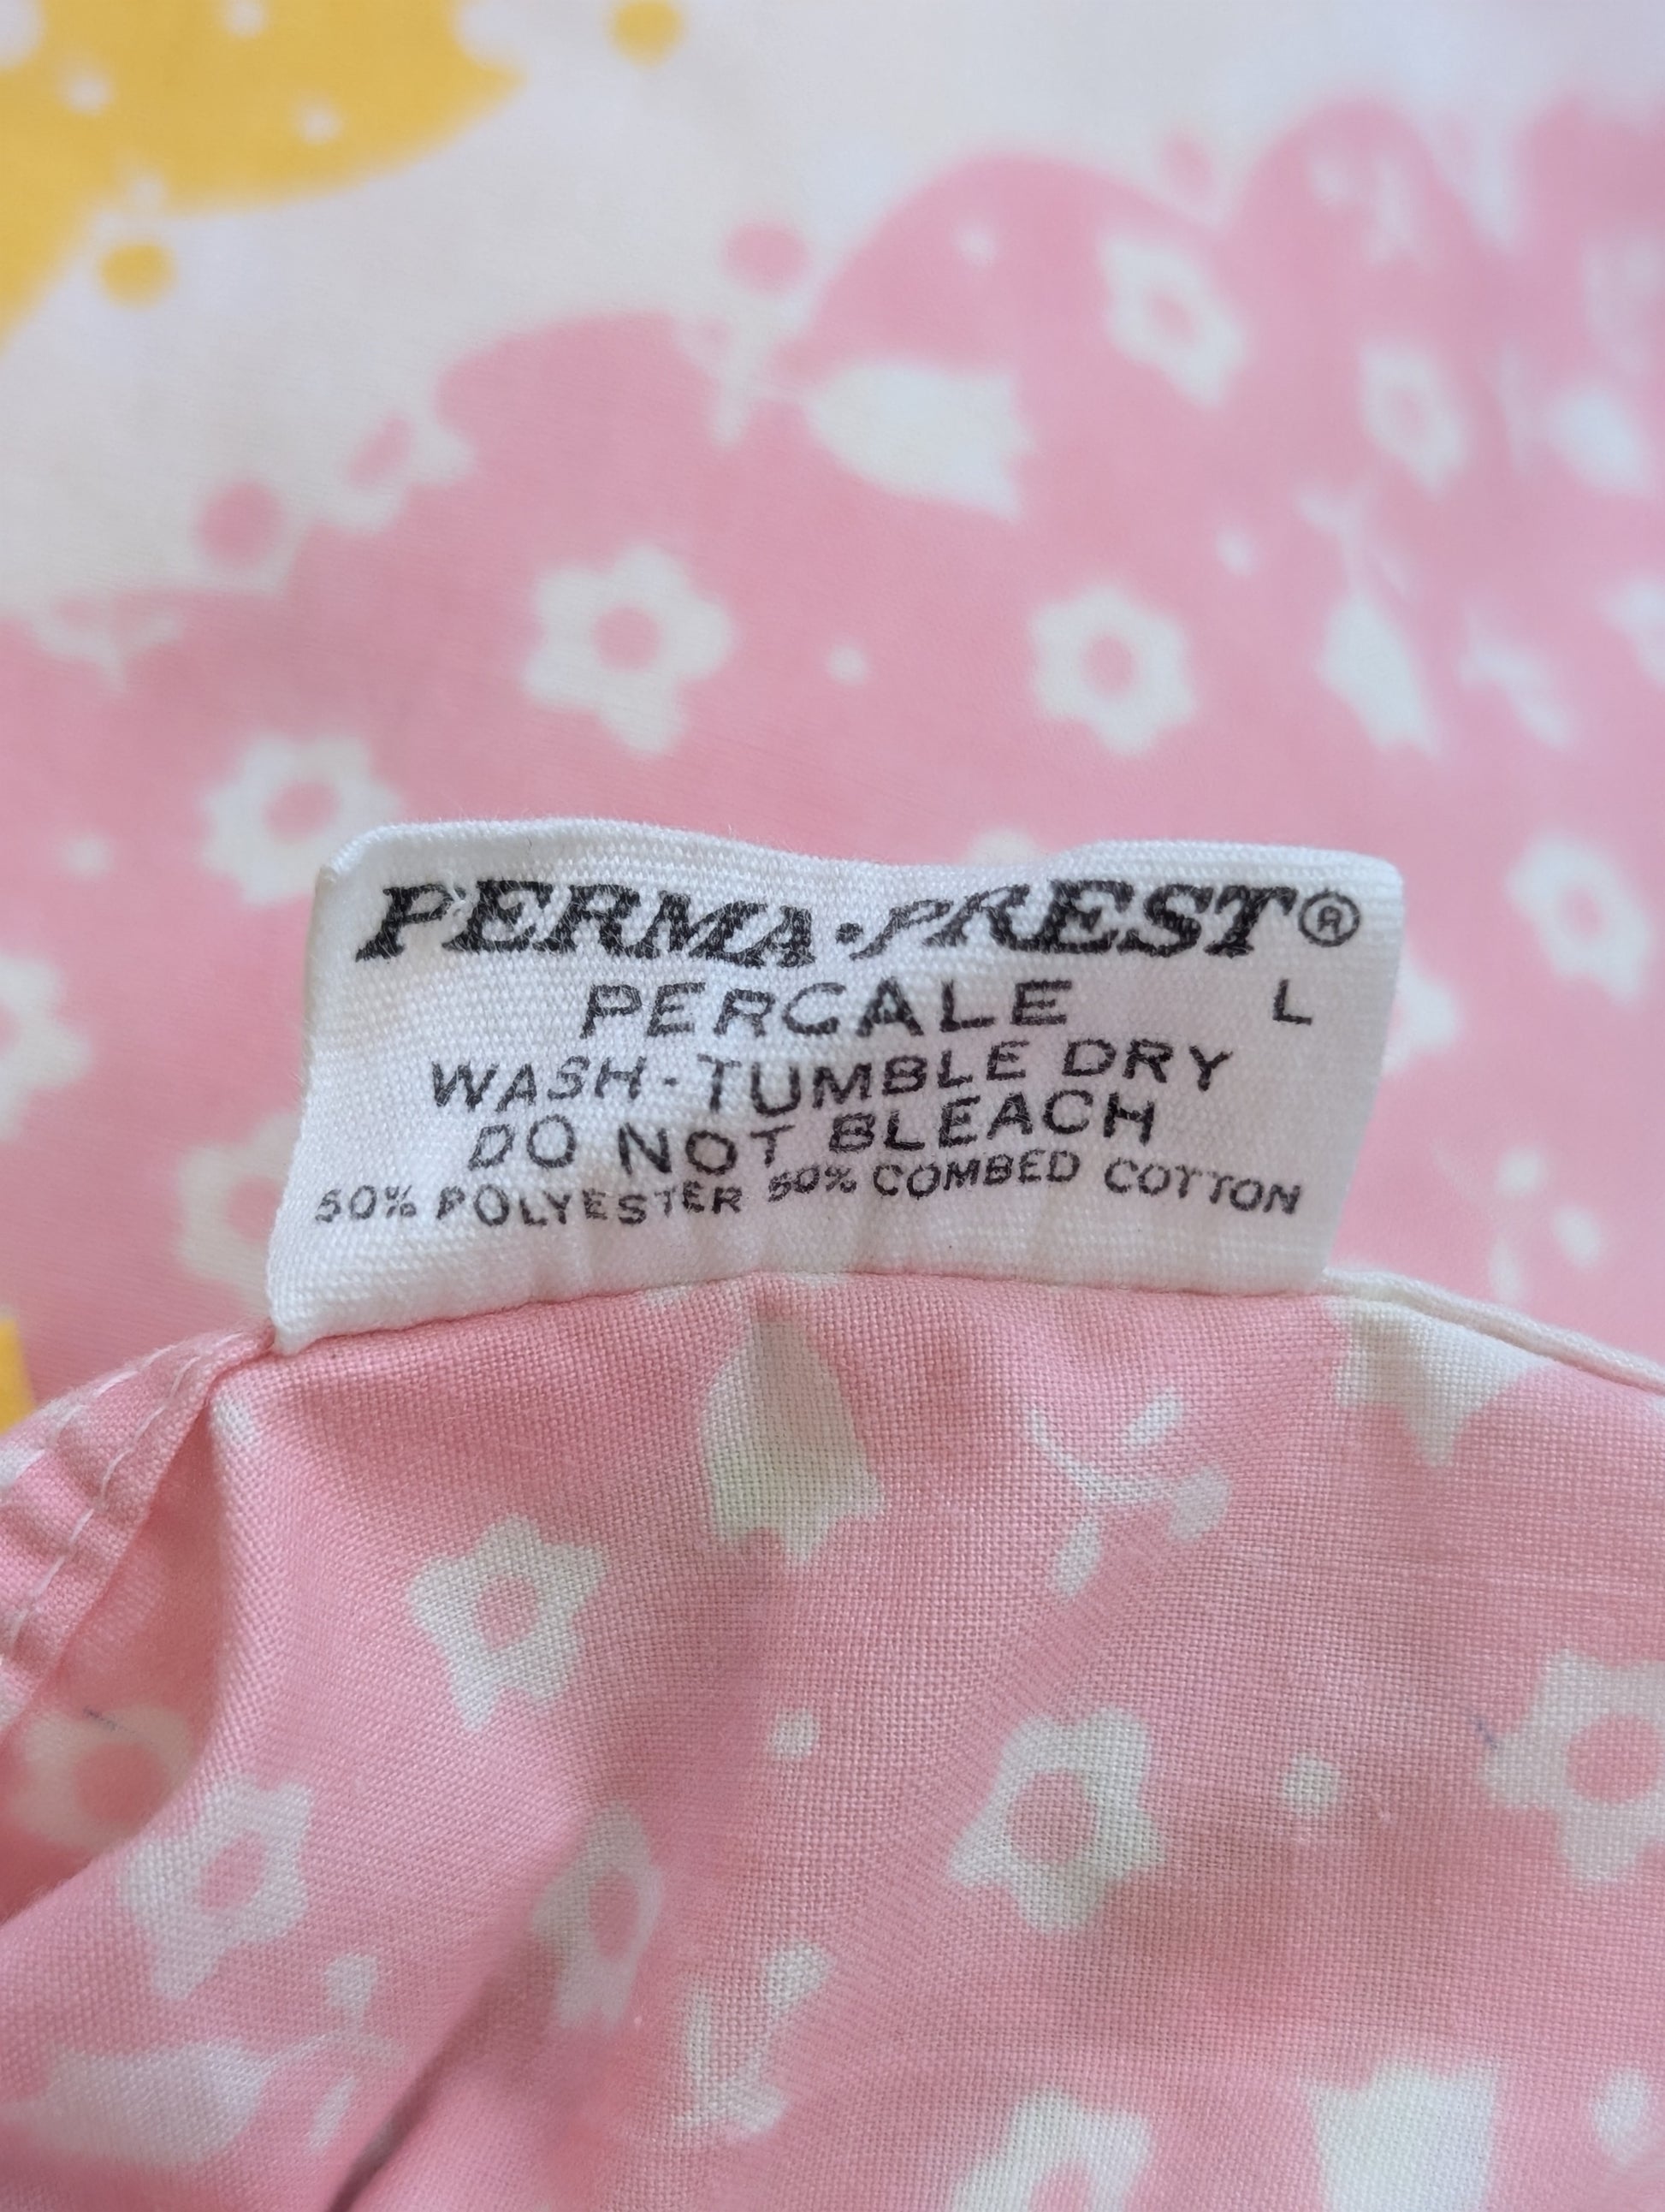 PERMA·PREST®
PERCALE L
WASH-TUMBLE DRY
DO NOT BLEACH
50% POLYESTER 50% COMBED COTTON